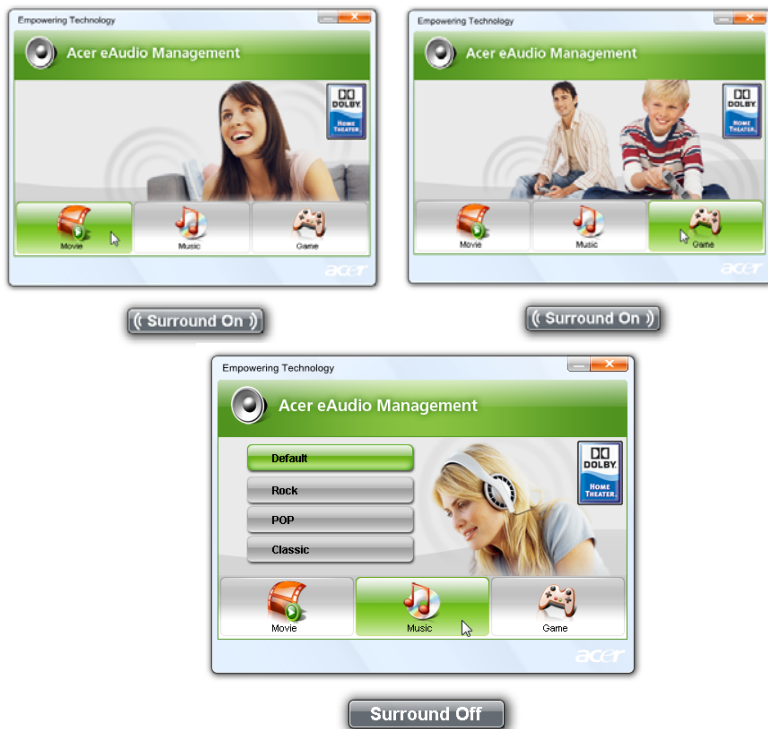 Empowering Technology
Acer eAudio Management
DOLBY
HOME
THEATER
Movie
Music
Game
acer
((Surround On))
Empowering Technology
Acer eAudio Management
DOLBY
HOME
THEATER
Movie
Music
Game
acer
((Surround On))
Empowering Technology
Acer eAudio Management
Default
Rock
POP
Classic
DOLBY
HOME
THEATER
Movie
Music
Game
acer
Surround Off